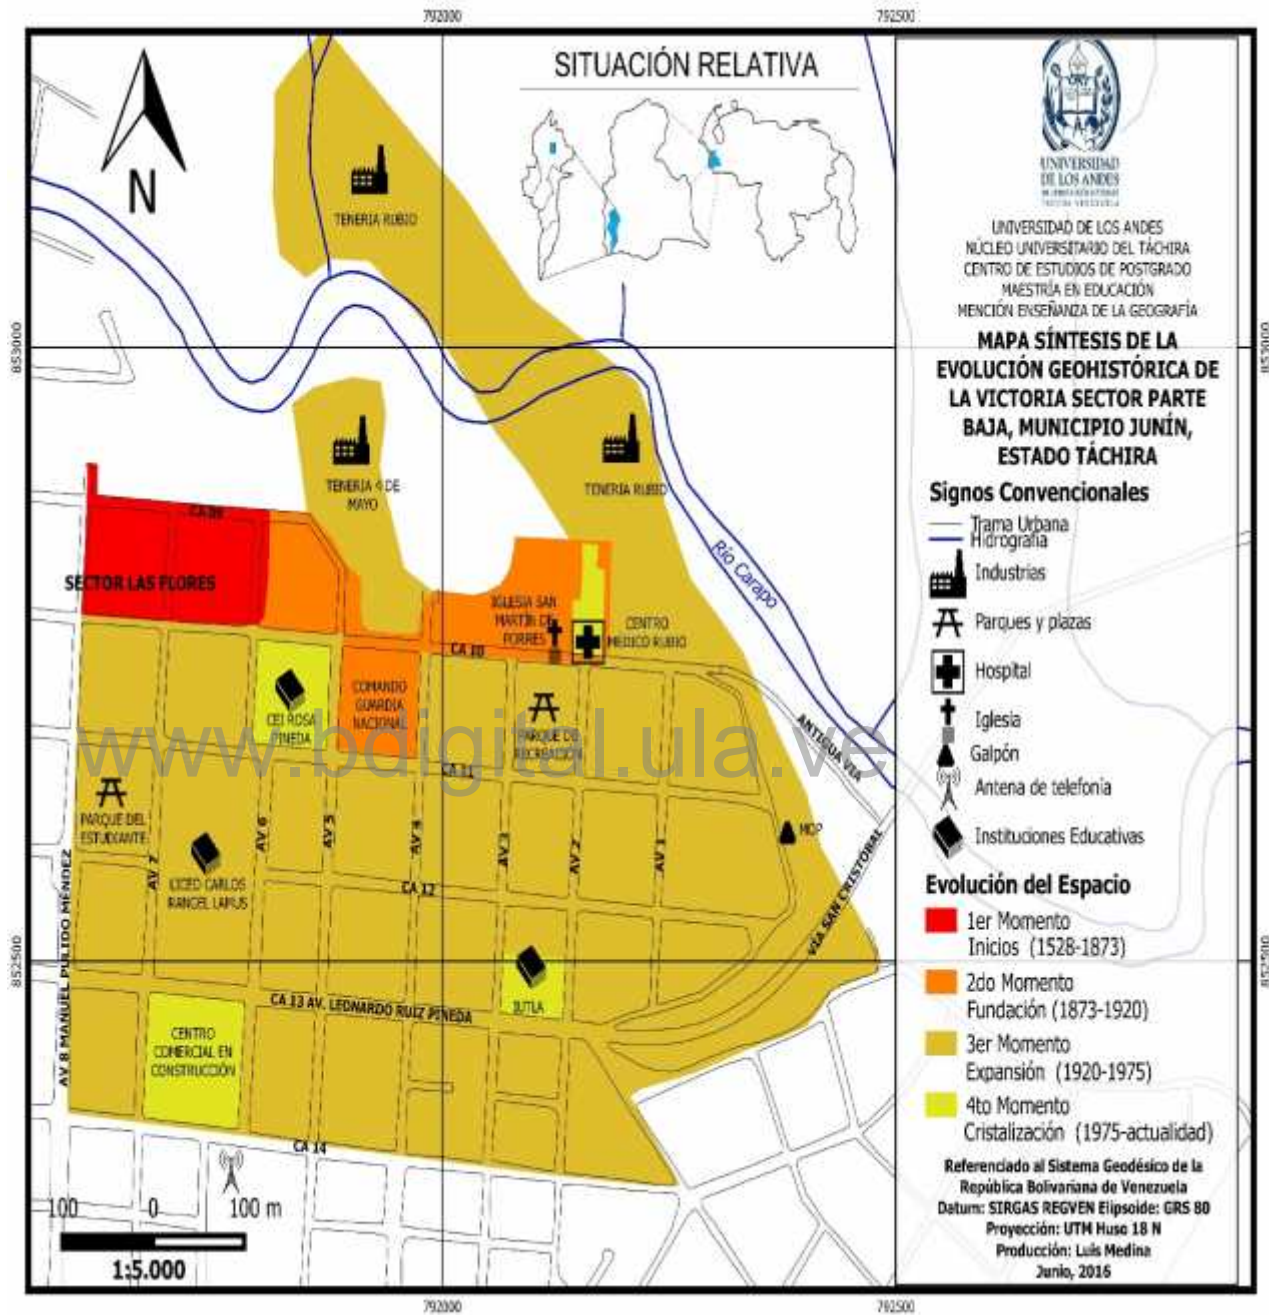 792000
792500
SITUACIÓN RELATIVA
N
853000
853000
852500
852500
TENERIA RUBIO
TENERIA 4 DE
MAYO
TENERIA RUBIO
Río Carapo
SECTOR LAS FLORES
IGLESIA SAN
MARTÍN DE
PORRES
CENTRO
MEDICO RUBIO
CA 10
CEI ROSA
PINEDA
COMANDO
GUARDIA
NACIONAL
PARQUE DE
RECREACIÓN
ANTIGUA VIA
www.bdigital.ula.ve
CA 11
PARQUE DEL
ESTUDIANTE
AV 8 MANUEL PULIDO MÉNDEZ
AV 7
AV 6
AV 5
AV 4
AV 3
AV 2
AV 1
MOP
LICEO CARLOS
RANGEL LAMUS
CA 12
VÍA SAN CRISTOBAL
IUTLA
CA 13 AV. LEONARDO RUIZ PINEDA
CENTRO
COMERCIAL EN
CONSTRUCCIÓN
CA 14
100 0 100 m
1:5.000
792000
792500
UNIVERSIDAD
DE LOS ANDES
UNIVERSIDAD DE LOS ANDES
NÚCLEO UNIVERSITARIO DEL TÁCHIRA
CENTRO DE ESTUDIOS DE POSTGRADO
MAESTRÍA EN EDUCACIÓN
MENCIÓN ENSEÑANZA DE LA GEOGRAFÍA
MAPA SÍNTESIS DE LA
EVOLUCIÓN GEOHISTÓRICA DE
LA VICTORIA SECTOR PARTE
BAJA, MUNICIPIO JUNÍN,
ESTADO TÁCHIRA
Signos Convencionales
Trama Urbana
Hidrografía
Industrias
Parques y plazas
Hospital
Iglesia
Galpón
Antena de telefonía
Instituciones Educativas
Evolución del Espacio
1er Momento
Inicios (1528-1873)
2do Momento
Fundación (1873-1920)
3er Momento
Expansión (1920-1975)
4to Momento
Cristalización (1975-actualidad)
Referenciado al Sistema Geodésico de la
República Bolivariana de Venezuela
Datum: SIRGAS REGVEN Elipsoide: GRS 80
Proyección: UTM Huso 18 N
Producción: Luis Medina
Junio, 2016